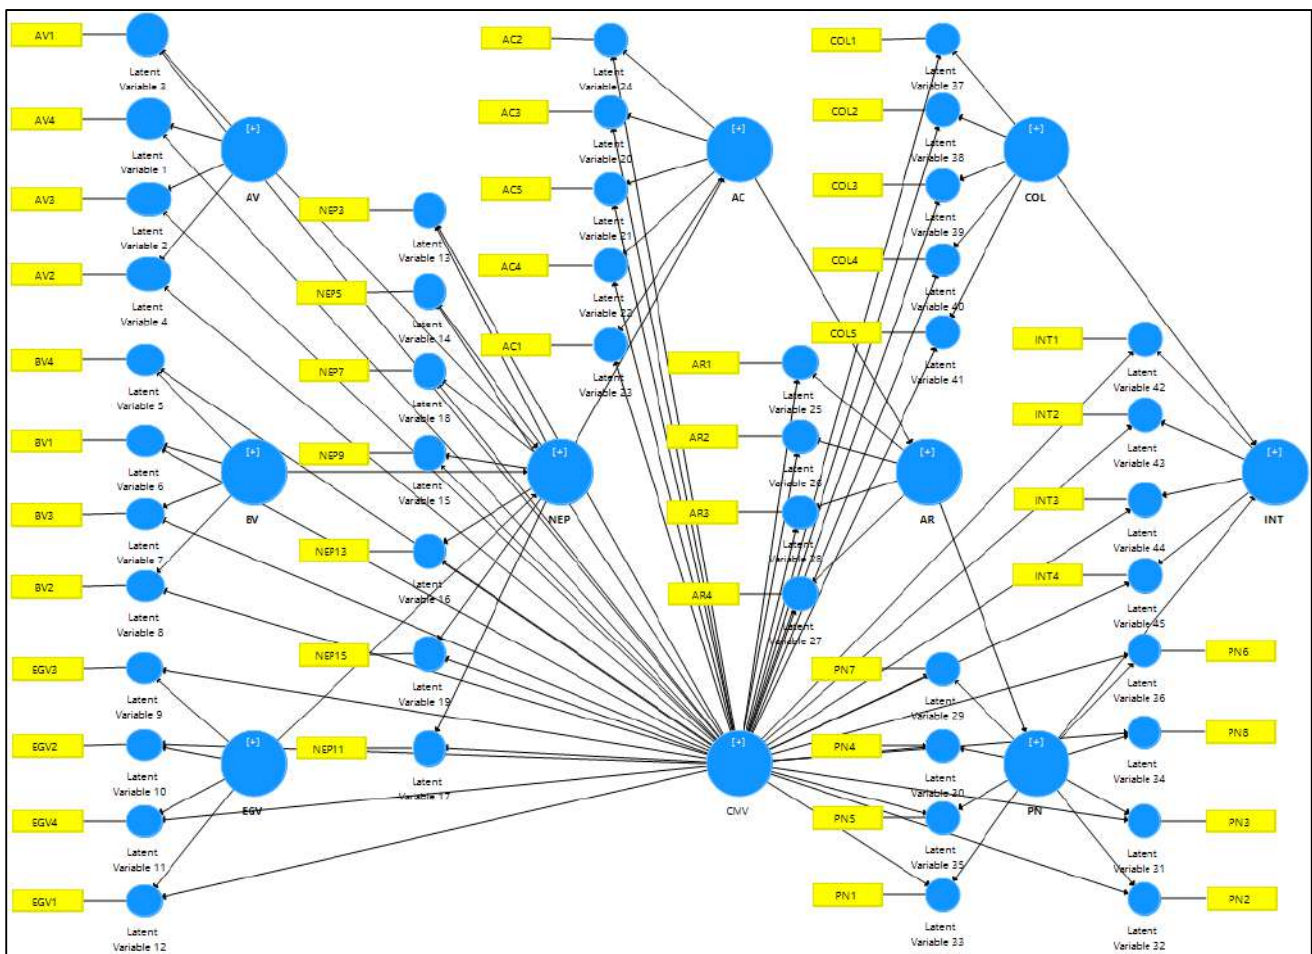 AV1
Latent
Variable 3
AV4
Latent
Variable 1
AV3
Latent
Variable 2
AV2
Latent
Variable 4
[+]
AV
BV4
Latent
Variable 5
BV1
Latent
Variable 6
BV3
Latent
Variable 7
BV2
Latent
Variable 8
[+]
BV
EGV3
Latent
Variable 9
EGV2
Latent
Variable 10
EGV4
Latent
Variable 11
EGV1
Latent
Variable 12
[+]
EGV
NEP3
Latent
Variable 13
NEP5
Latent
Variable 14
NEP7
Latent
Variable 18
NEP9
Latent
Variable 15
NEP13
Latent
Variable 16
NEP15
Latent
Variable 19
NEP11
Latent
Variable 17
[+]
NEP
AC2
Latent
Variable 24
AC3
Latent
Variable 20
AC5
Latent
Variable 21
AC4
Latent
Variable 22
AC1
Latent
Variable 23
[+]
AC
AR1
Latent
Variable 25
AR2
Latent
Variable 26
AR3
Latent
Variable 28
AR4
Latent
Variable 27
[+]
AR
[+]
CMV
COL1
Latent
Variable 37
COL2
Latent
Variable 38
COL3
Latent
Variable 39
COL4
Latent
Variable 40
COL5
Latent
Variable 41
[+]
COL
INT1
Latent
Variable 42
INT2
Latent
Variable 43
INT3
Latent
Variable 44
INT4
Latent
Variable 45
[+]
INT
PN7
Latent
Variable 29
PN4
Latent
Variable 30
PN5
Latent
Variable 35
PN1
Latent
Variable 33
[+]
PN
PN6
Latent
Variable 36
PN8
Latent
Variable 34
PN3
Latent
Variable 31
PN2
Latent
Variable 32